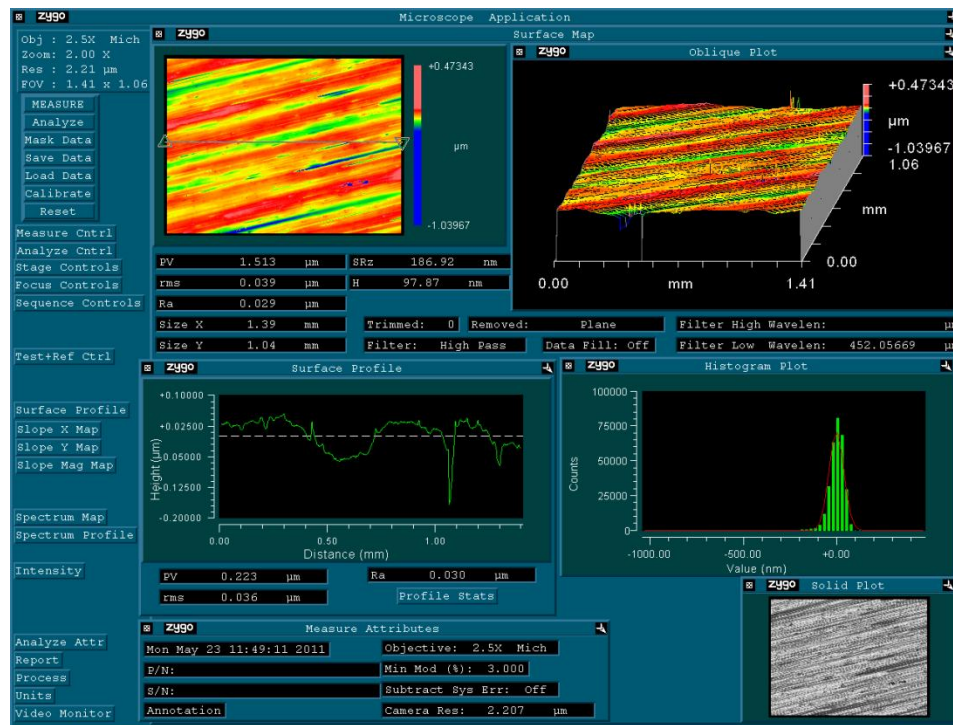 zygo Microscope Application
Obj : 2.5X Mich
Zoom: 2.00 X
Res : 2.21 µm
FOV : 1.41 x 1.06
MEASURE
Analyze
Mask Data
Save Data
Load Data
Calibrate
Reset
Measure Cntrl
Analyze Cntrl
Stage Controls
Focus Controls
Sequence Controls
Test+Ref Ctrl
Surface Profile
Slope X Map
Slope Y Map
Slope Mag Map
Spectrum Map
Spectrum Profile
Intensity
Analyze Attr
Report
Process
Units
Video Monitor
zygo Surface Map
+0.47343
µm
-1.03967
zygo Oblique Plot
+0.47343
µm
-1.03967
1.06
mm
0.00
0.00 mm 1.41
PV 1.513 µm
rms 0.039 µm
Ra 0.029 µm
Size X 1.39 mm
Size Y 1.04 mm
SRz 186.92 nm
H 97.87 nm
Trimmed: 0 Removed: Plane Filter High Wavelen: µ
Filter: High Pass Data Fill: Off Filter Low Wavelen: 452.05669 µ
zygo Surface Profile
+0.10000
+0.02500
-0.05000
-0.12500
-0.20000
Height (µm)
0.00 0.50 1.00
Distance (mm)
PV 0.223 µm Ra 0.030 µm
rms 0.036 µm Profile Stats
zygo Histogram Plot
100000
75000
50000
25000
0
Counts
-1000.00 -500.00 +0.00
Value (nm)
zygo Solid Plot
zygo Measure Attributes
Mon May 23 11:49:11 2011 Objective: 2.5X Mich
P/N: Min Mod (%): 3.000
S/N: Subtract Sys Err: Off
Annotation Camera Res: 2.207 µm